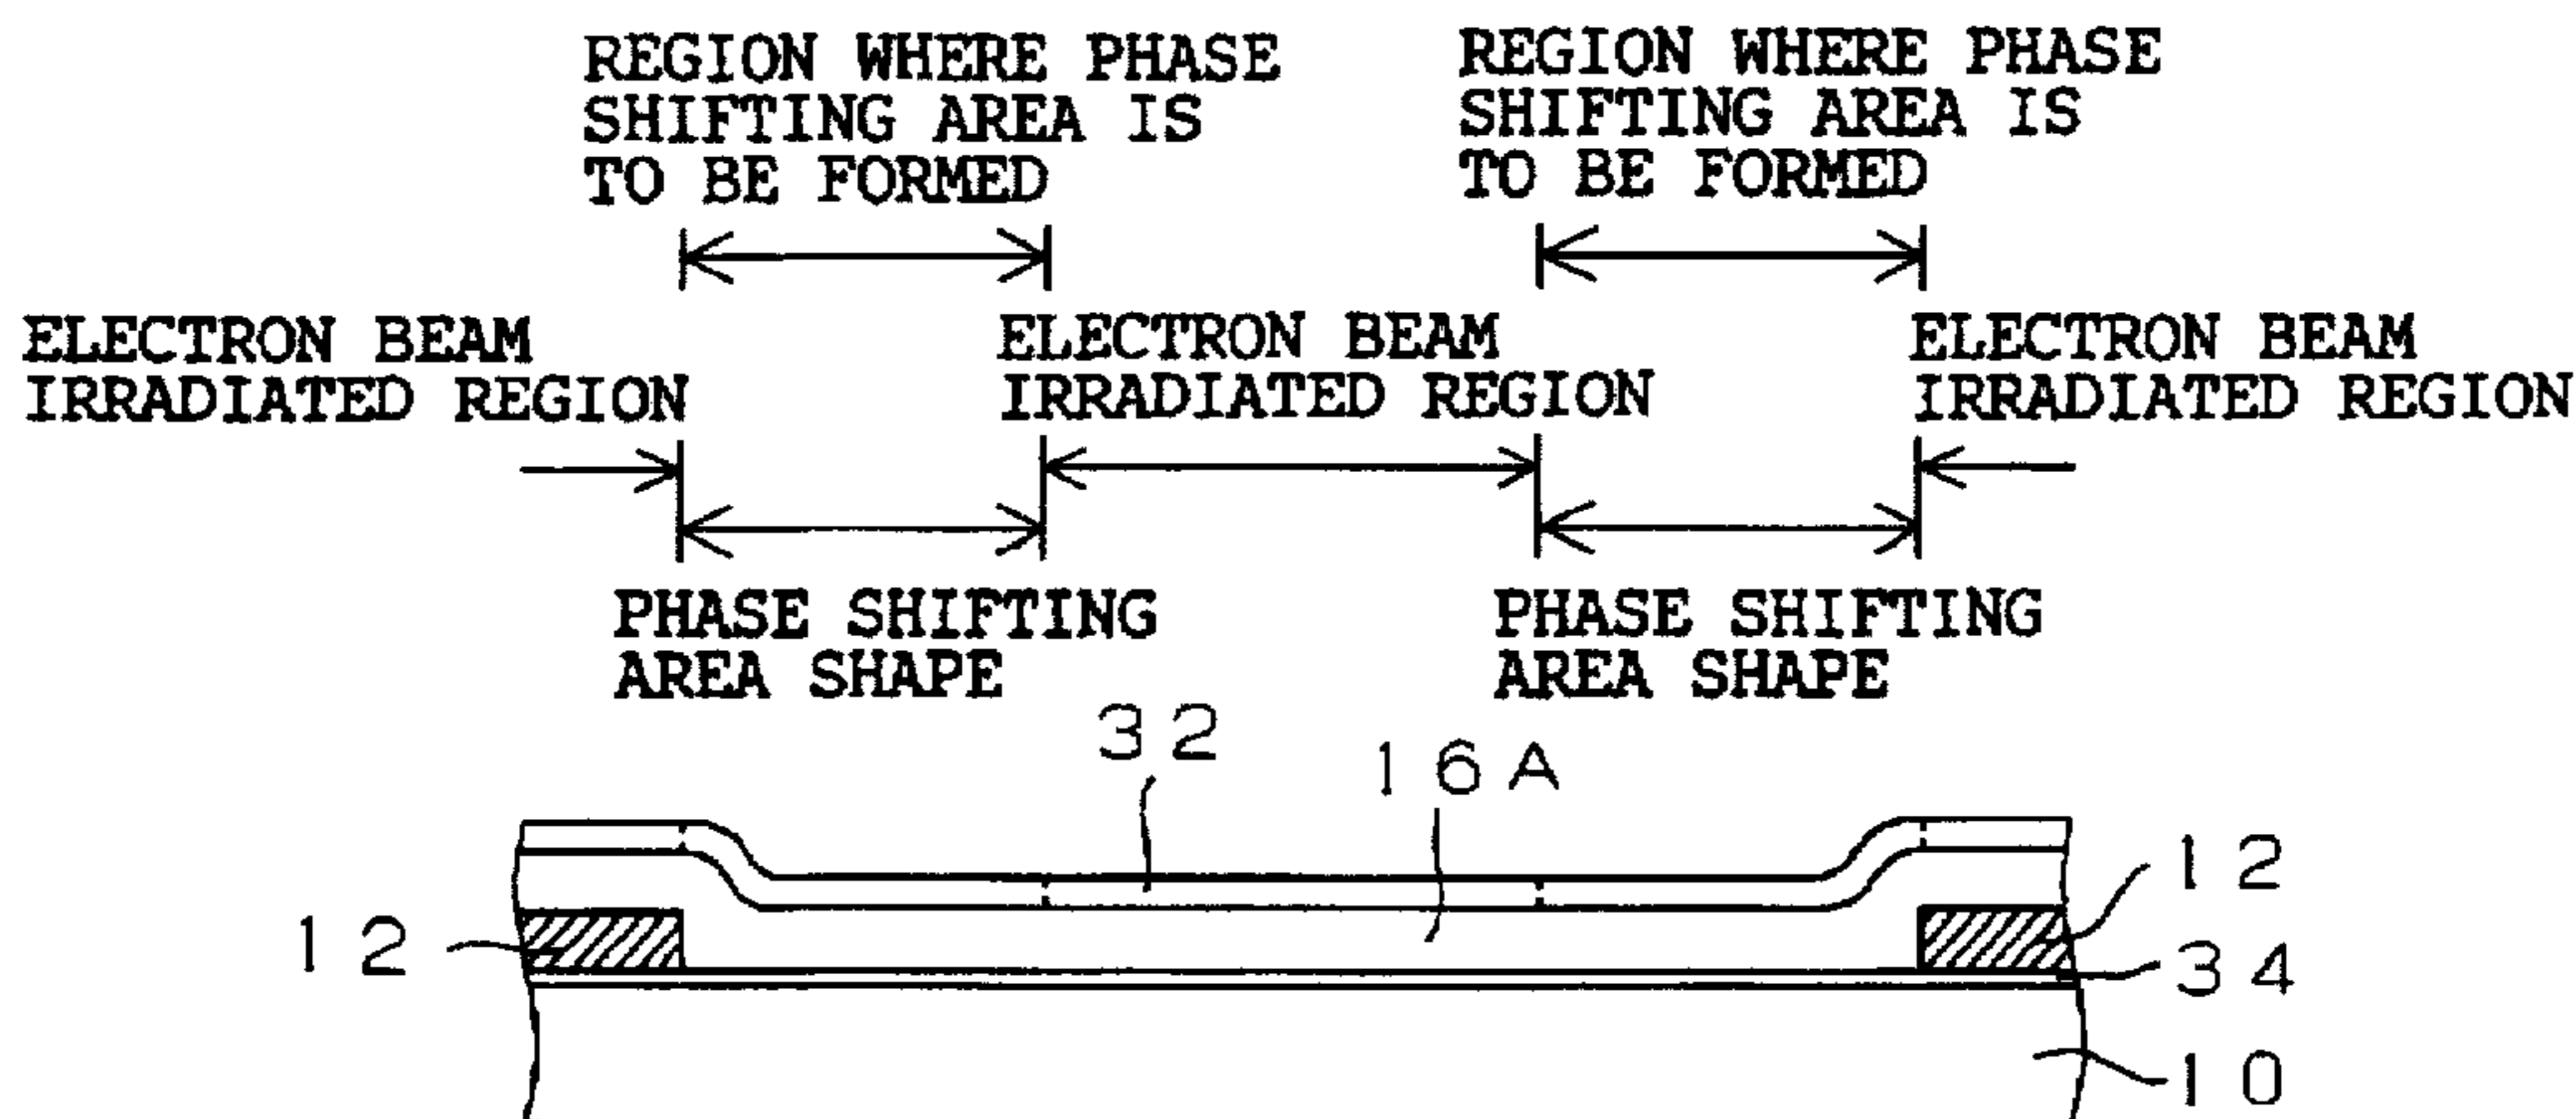 REGION WHERE PHASE
SHIFTING AREA IS
TO BE FORMED
REGION WHERE PHASE
SHIFTING AREA IS
TO BE FORMED
ELECTRON BEAM
IRRADIATED REGION
ELECTRON BEAM
IRRADIATED REGION
ELECTRON BEAM
IRRADIATED REGION
PHASE SHIFTING
AREA SHAPE
PHASE SHIFTING
AREA SHAPE
32
16A
12
12
34
10